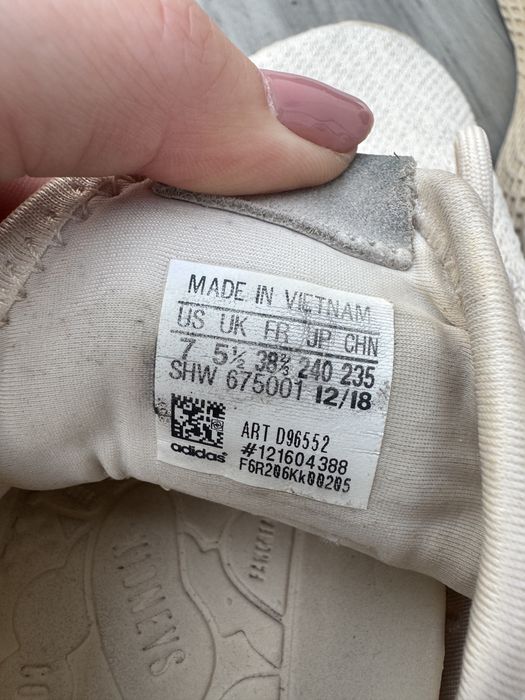 MADE IN VIETNAM
US UK FR JP CHN
7 5½ 38⅔ 240 235
SHW 675001 12/18
ART D96552
#121604388
adidas®
F6R206Kk00205